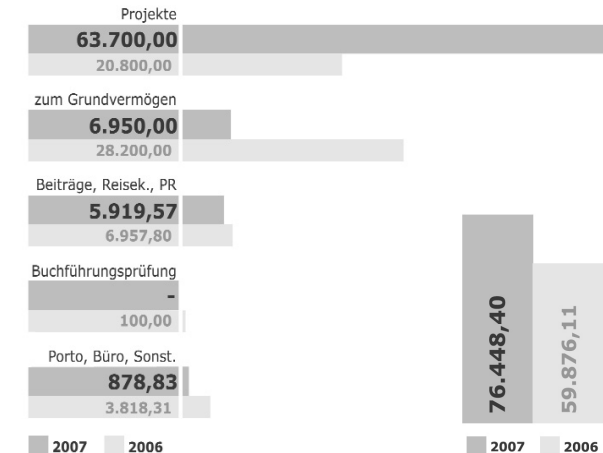 Projekte
63.700,00
20.800,00
zum Grundvermögen
6.950,00
28.200,00
Beiträge, Reisek., PR
5.919,57
6.957,80
Buchführungsprüfung
-
100,00
Porto, Büro, Sonst.
878,83
3.818,31
2007 2006
76.448,40
59.876,11
2007 2006